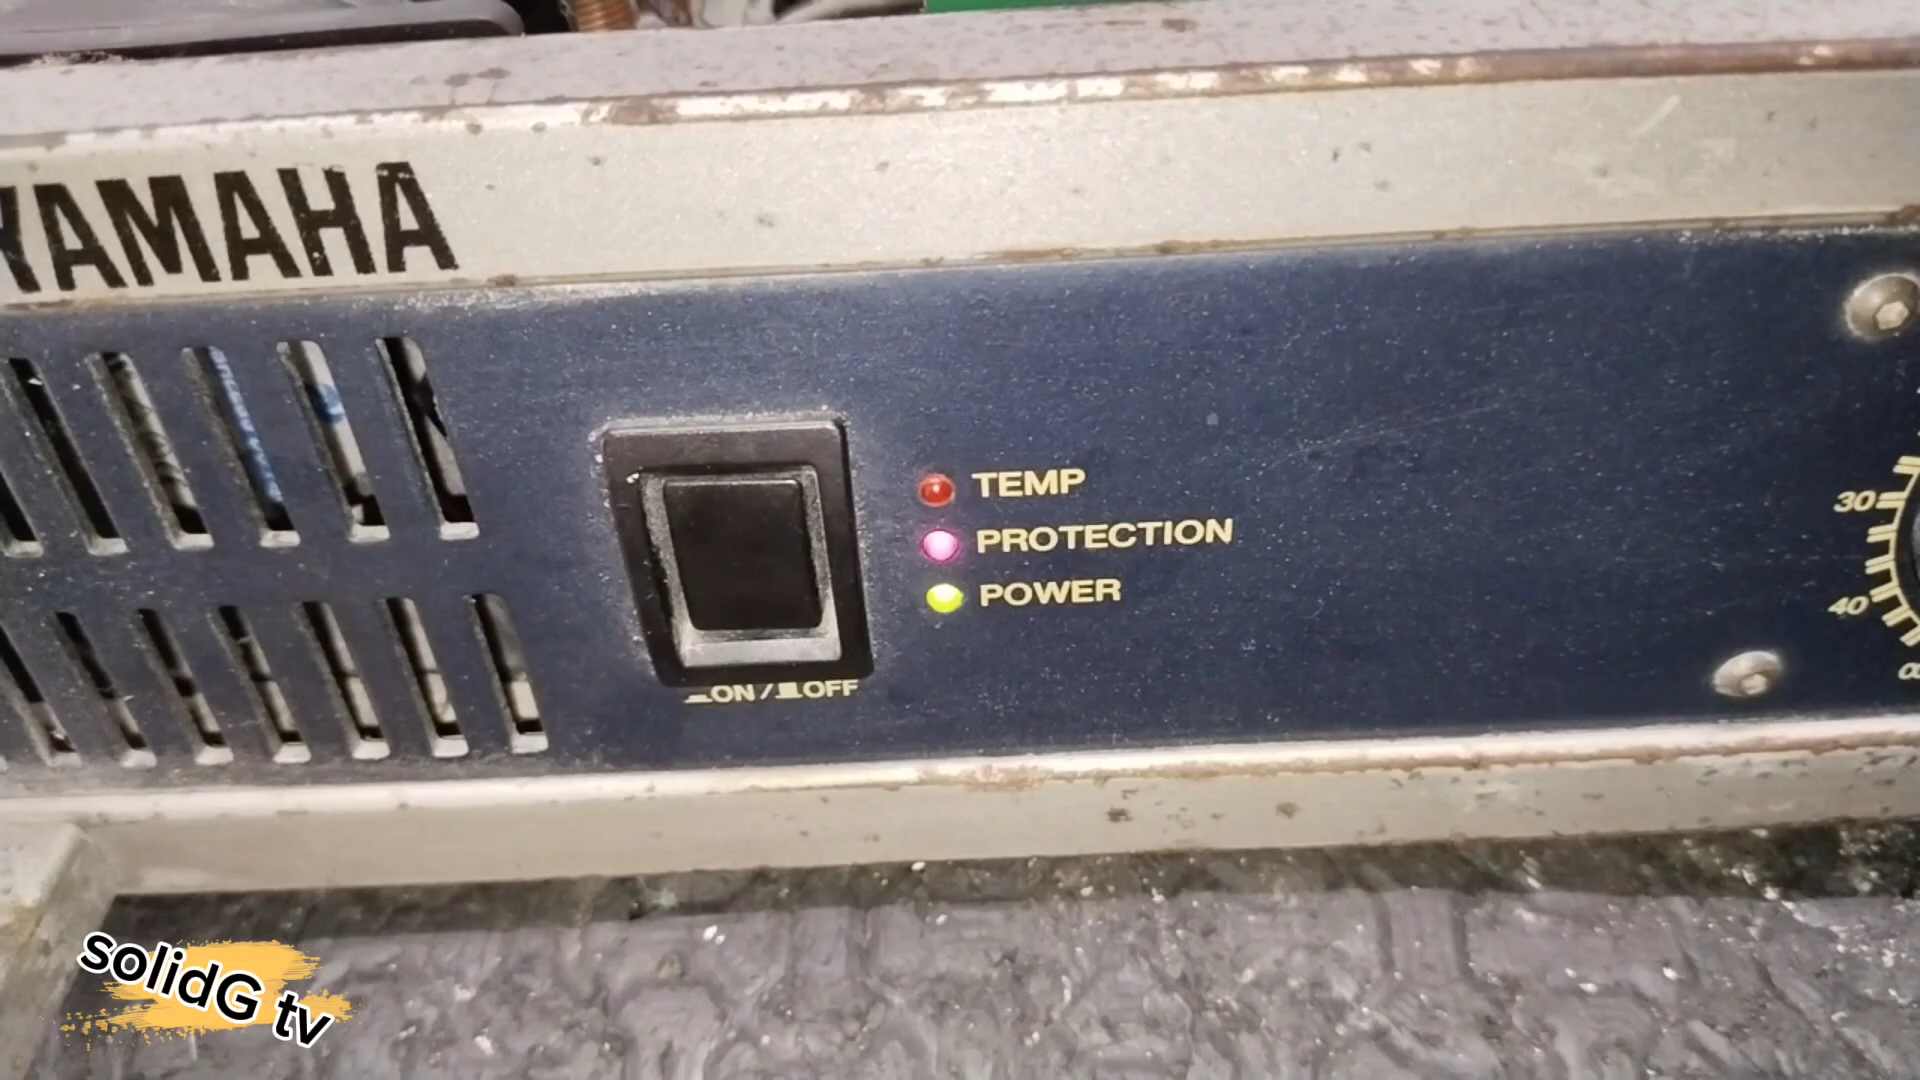 YAMAHA
TEMP
PROTECTION
POWER
ON / OFF
30
40
solidG tv